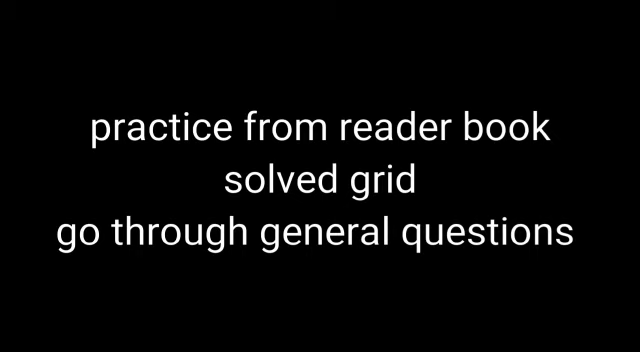 practice from reader book
solved grid
go through general questions